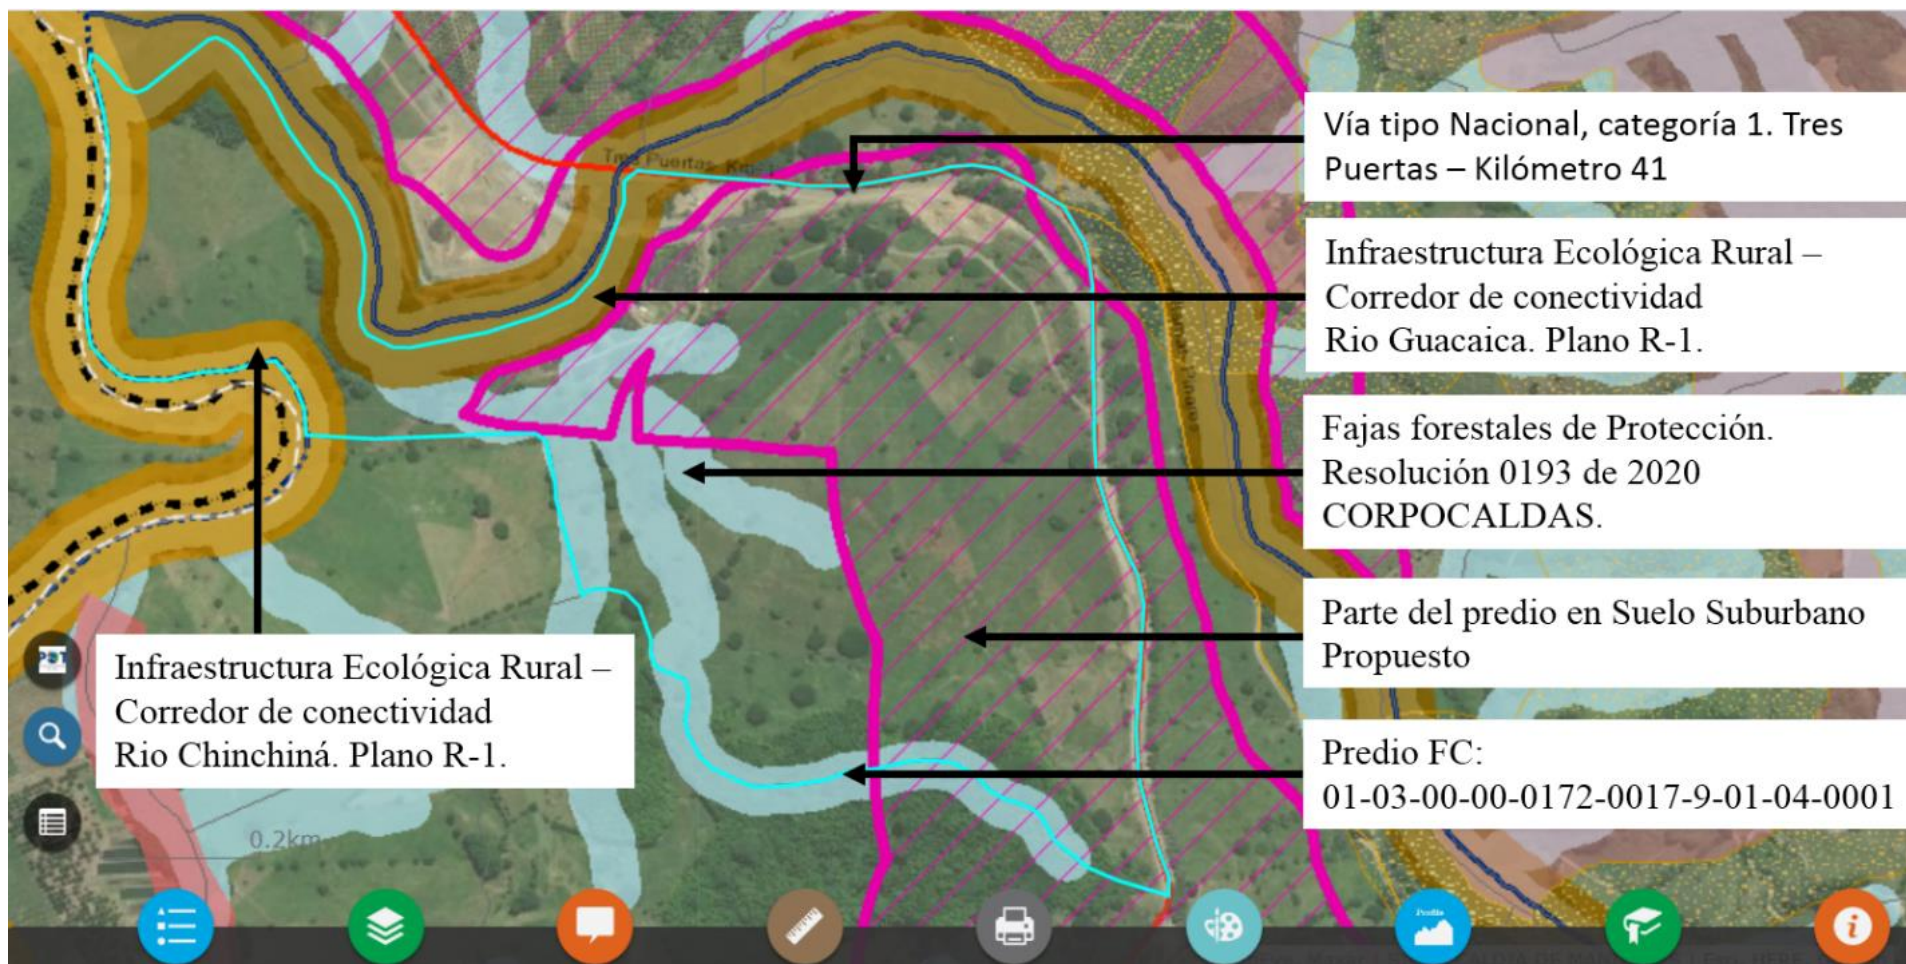 Vía tipo Nacional, categoría 1. Tres
Puertas – Kilómetro 41
Tres Puertas
Infraestructura Ecológica Rural –
Corredor de conectividad
Rio Guacaica. Plano R-1.
Fajas forestales de Protección.
Resolución 0193 de 2020
CORPOCALDAS.
Parte del predio en Suelo Suburbano
Propuesto
Infraestructura Ecológica Rural –
Corredor de conectividad
Rio Chinchiná. Plano R-1.
Predio FC:
01-03-00-00-0172-0017-9-01-04-0001
0.2km
Profile